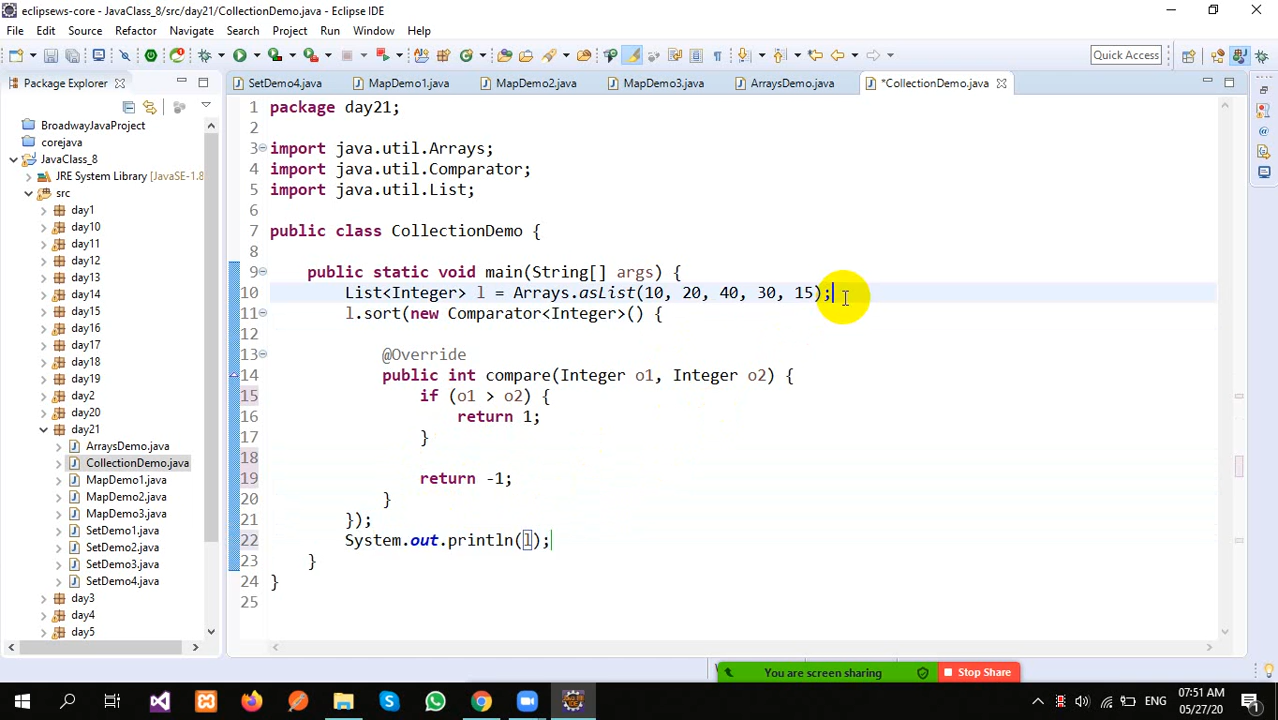 eclipsews-core - JavaClass_8/src/day21/CollectionDemo.java - Eclipse IDE
File Edit Source Refactor Navigate Search Project Run Window Help
Quick Access
Package Explorer
SetDemo4.java MapDemo1.java MapDemo2.java MapDemo3.java ArraysDemo.java *CollectionDemo.java
BroadwayJavaProject
corejava
JavaClass_8
JRE System Library [JavaSE-1.8
src
day1
day10
day11
day12
day13
day14
day15
day16
day17
day18
day19
day2
day20
day21
ArraysDemo.java
CollectionDemo.java
MapDemo1.java
MapDemo2.java
MapDemo3.java
SetDemo1.java
SetDemo2.java
SetDemo3.java
SetDemo4.java
day3
day4
day5
1 package day21;
2
3 import java.util.Arrays;
4 import java.util.Comparator;
5 import java.util.List;
6
7 public class CollectionDemo {
8
9 public static void main(String[] args) {
10 List<Integer> l = Arrays.asList(10, 20, 40, 30, 15);
11 l.sort(new Comparator<Integer>() {
12
13 @Override
14 public int compare(Integer o1, Integer o2) {
15 if (o1 > o2) {
16 return 1;
17 }
18
19 return -1;
20 }
21 });
22 System.out.println(l);
23 }
24 }
25
You are screen sharing Stop Share
ENG
07:51 AM
05/27/20
1